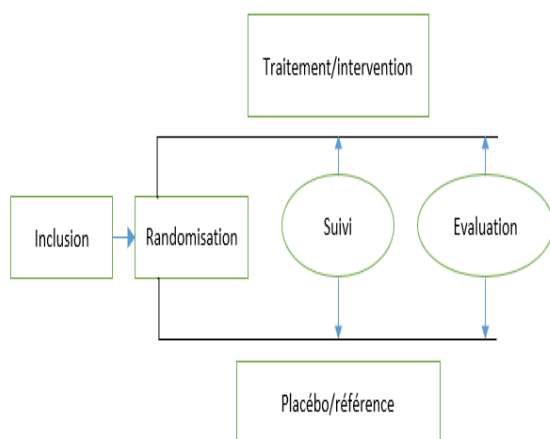 Traitement/intervention
Inclusion
Randomisation
Suivi
Evaluation
Placébo/référence